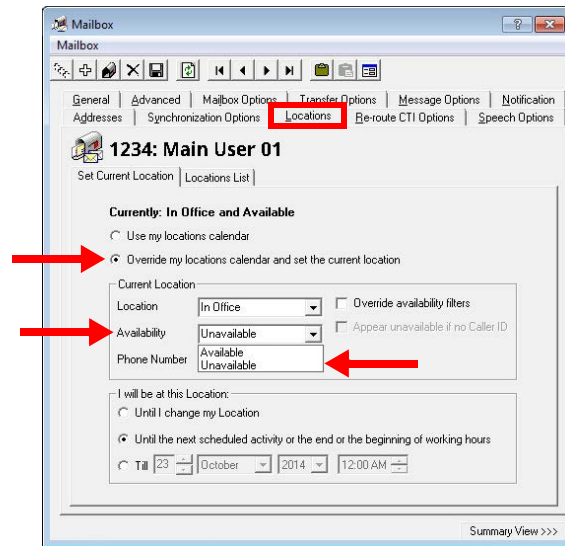 Mailbox
Mailbox
General Advanced Mailbox Options Transfer Options Message Options Notification
Addresses Synchronization Options Locations Re-route CTI Options Speech Options
1234: Main User 01
Set Current Location Locations List
Currently: In Office and Available
Use my locations calendar
Override my locations calendar and set the current location
Current Location
Location In Office Override availability filters
Availability Unavailable Appear unavailable if no Caller ID
Available
Phone Number Unavailable
I will be at this Location:
Until I change my Location
Until the next scheduled activity or the end or the beginning of working hours
Till 23 October 2014 12:00 AM
Summary View >>>